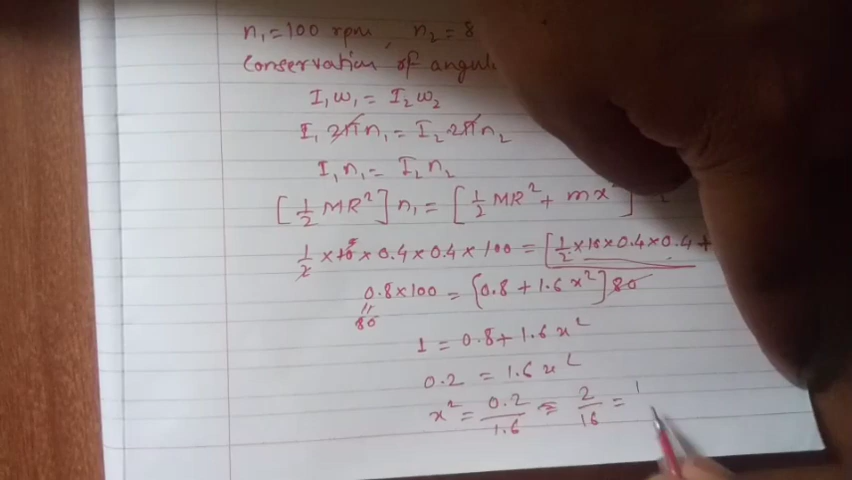 n₁=100 rpm, n₂=8
Conservation of angul
I₁ω₁ = I₂ω₂
I₁ 2πn₁ = I₂ 2πn₂
I₁n₁ = I₂n₂
[1/2 MR²] n₁ = [1/2 MR² + mx²] 2
1/2 × 10 5 × 0.4 × 0.4 × 100 = [1/2 × 10 × 0.4 × 0.4 +
0.8×100 = [0.8 + 1.6 x²] 80
80
1 = 0.8 + 1.6 x²
0.2 = 1.6 x²
x² = 0.2/1.6 = 2/16 = 1